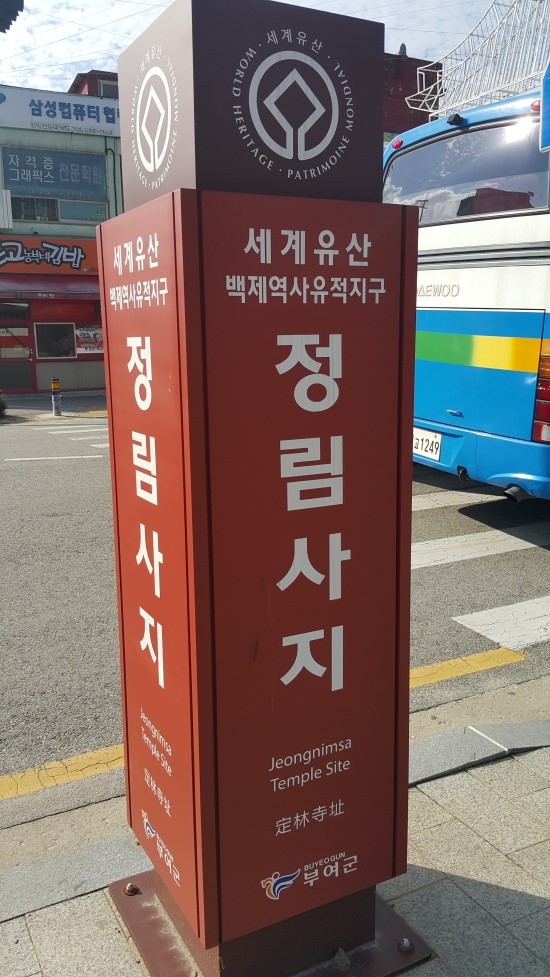 세계유산 · WORLD HERITAGE · PATRIMOINE MONDIAL ·
세계유산
백제역사유적지구
정림사지
Jeongnimsa
Temple Site
定林寺址
BUYEOGUN
부여군
세계유산 · WORLD HERITAGE · PATRIMOINE MONDIAL ·
세계유산
백제역사유적지구
정림사지
Jeongnimsa
Temple Site
定林寺址
부여군
삼성컴퓨터
자격증
그래픽스 전문학원
김밥
DAEWOO
1249